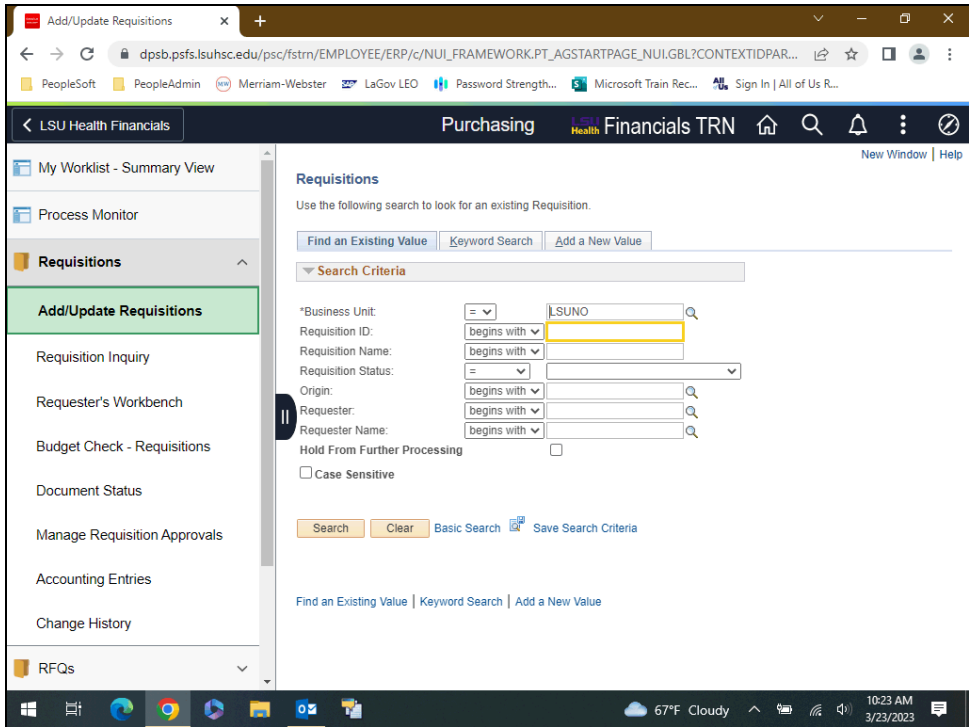 Add/Update Requisitions
dpsb.psfs.lsuhsc.edu/psc/fstrn/EMPLOYEE/ERP/c/NUI_FRAMEWORK.PT_AGSTARTPAGE_NUI.GBL?CONTEXTIDPAR...
PeopleSoft PeopleAdmin Merriam-Webster LaGov LEO Password Strength... Microsoft Train Rec... Sign In | All of Us R...
LSU Health Financials Purchasing LSU Health Financials TRN
New Window | Help
My Worklist - Summary View
Process Monitor
Requisitions
Add/Update Requisitions
Requisition Inquiry
Requester's Workbench
Budget Check - Requisitions
Document Status
Manage Requisition Approvals
Accounting Entries
Change History
RFQs
Requisitions
Use the following search to look for an existing Requisition.
Find an Existing Value Keyword Search Add a New Value
Search Criteria
*Business Unit: = LSUNO
Requisition ID: begins with
Requisition Name: begins with
Requisition Status: =
Origin: begins with
Requester: begins with
Requester Name: begins with
Hold From Further Processing
Case Sensitive
Search Clear Basic Search Save Search Criteria
Find an Existing Value | Keyword Search | Add a New Value
67°F Cloudy
10:23 AM
3/23/2023